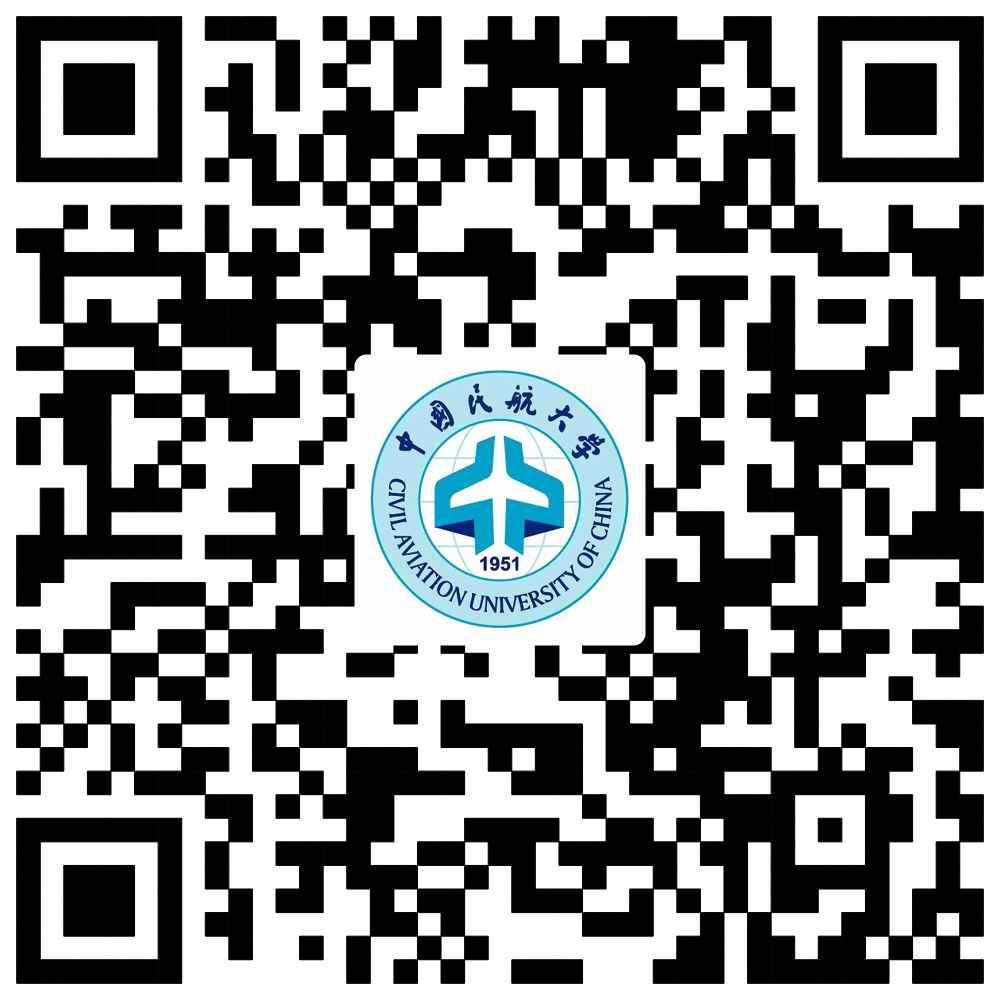 中国民航大学
1951
CIVIL AVIATION UNIVERSITY OF CHINA